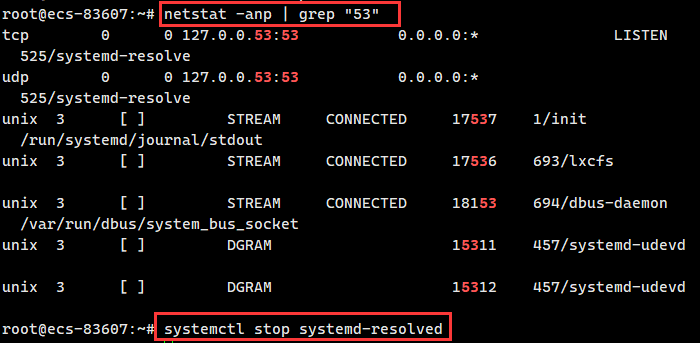 root@ecs-83607:~# netstat -anp | grep "53"
tcp        0      0 127.0.0.53:53           0.0.0.0:*               LISTEN
  525/systemd-resolve
udp        0      0 127.0.0.53:53           0.0.0.0:*
  525/systemd-resolve
unix  3      [ ]         STREAM     CONNECTED     17537    1/init
  /run/systemd/journal/stdout
unix  3      [ ]         STREAM     CONNECTED     17536    693/lxcfs
unix  3      [ ]         STREAM     CONNECTED     18153    694/dbus-daemon
  /var/run/dbus/system_bus_socket
unix  3      [ ]         DGRAM                    15311    457/systemd-udevd
unix  3      [ ]         DGRAM                    15312    457/systemd-udevd
root@ecs-83607:~# systemctl stop systemd-resolved